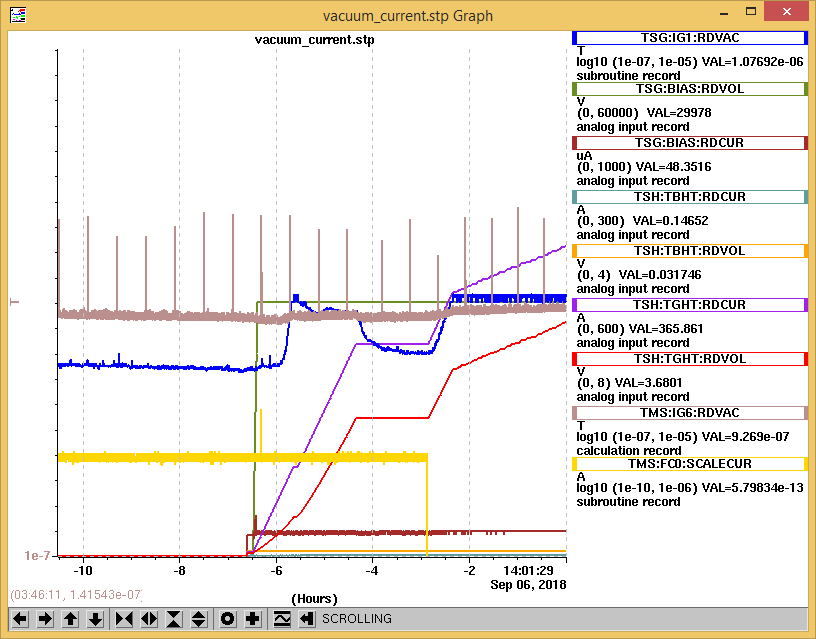 vacuum_current.stp Graph
vacuum_current.stp
T
1e-7
-10
-8
-6
-4
-2
14:01:29
Sep 06, 2018
(Hours)
(03:46:11, 1.41543e-07)
TSG:IG1:RDVAC
T
log10 (1e-07, 1e-05) VAL=1.07692e-06
subroutine record
TSG:BIAS:RDVOL
V
(0, 60000) VAL=29978
analog input record
TSG:BIAS:RDCUR
uA
(0, 1000) VAL=48.3516
analog input record
TSH:TBHT:RDCUR
A
(0, 300) VAL=0.14652
analog input record
TSH:TBHT:RDVOL
V
(0, 4) VAL=0.031746
analog input record
TSH:TGHT:RDCUR
A
(0, 600) VAL=365.861
analog input record
TSH:TGHT:RDVOL
V
(0, 8) VAL=3.6801
analog input record
TMS:IG6:RDVAC
T
log10 (1e-07, 1e-05) VAL=9.269e-07
calculation record
TMS:FC0:SCALECUR
A
log10 (1e-10, 1e-06) VAL=5.79834e-13
subroutine record
SCROLLING